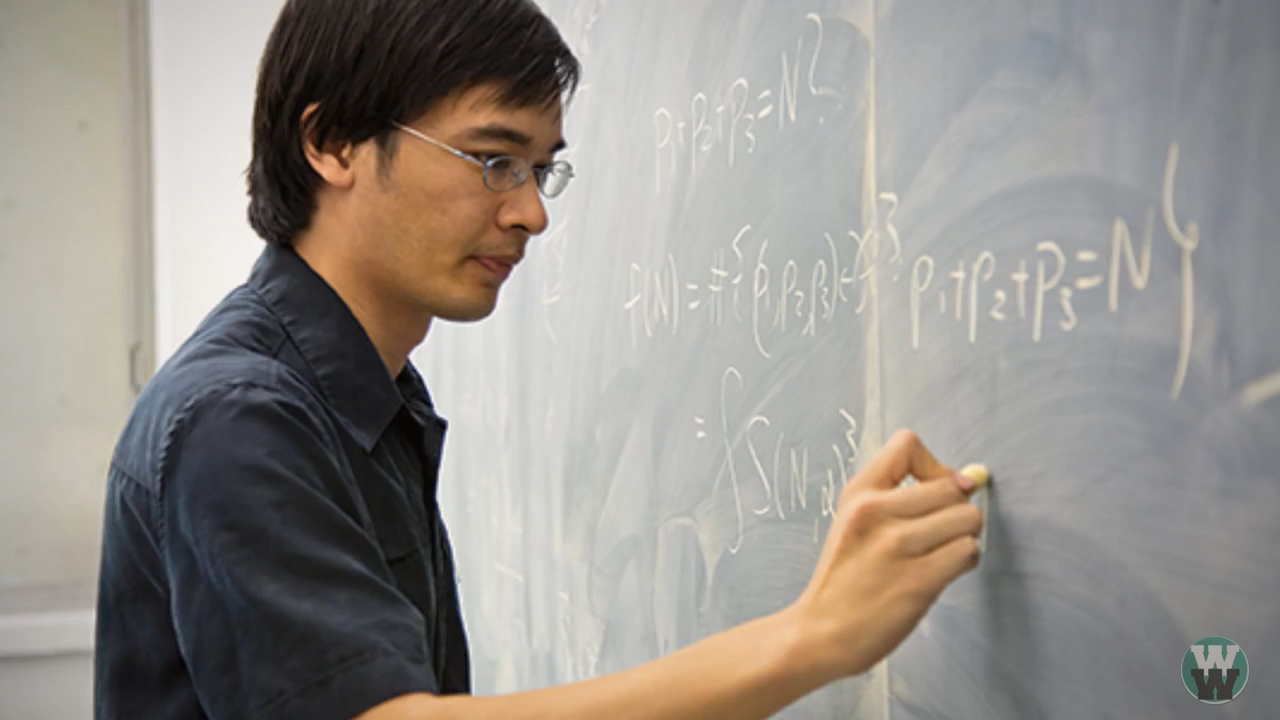 p₁+p₂+p₃=N?
f(N)=#{(p₁,p₂,p₃)∈ : p₁+p₂+p₃=N}
=∫S(N,α)³
W
W